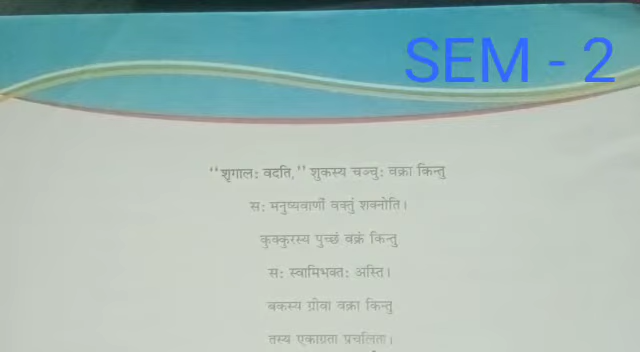 SEM - 2
“शृगालः वदति,” शुकस्य चञ्चुः वक्रा किन्तु
सः मनुष्यवाणीं वक्तुं शक्नोति।
कुक्कुरस्य पुच्छं वक्रं किन्तु
सः स्वामिभक्तः अस्ति।
बकस्य ग्रीवा वक्रा किन्तु
तस्य एकाग्रता प्रचलिता।